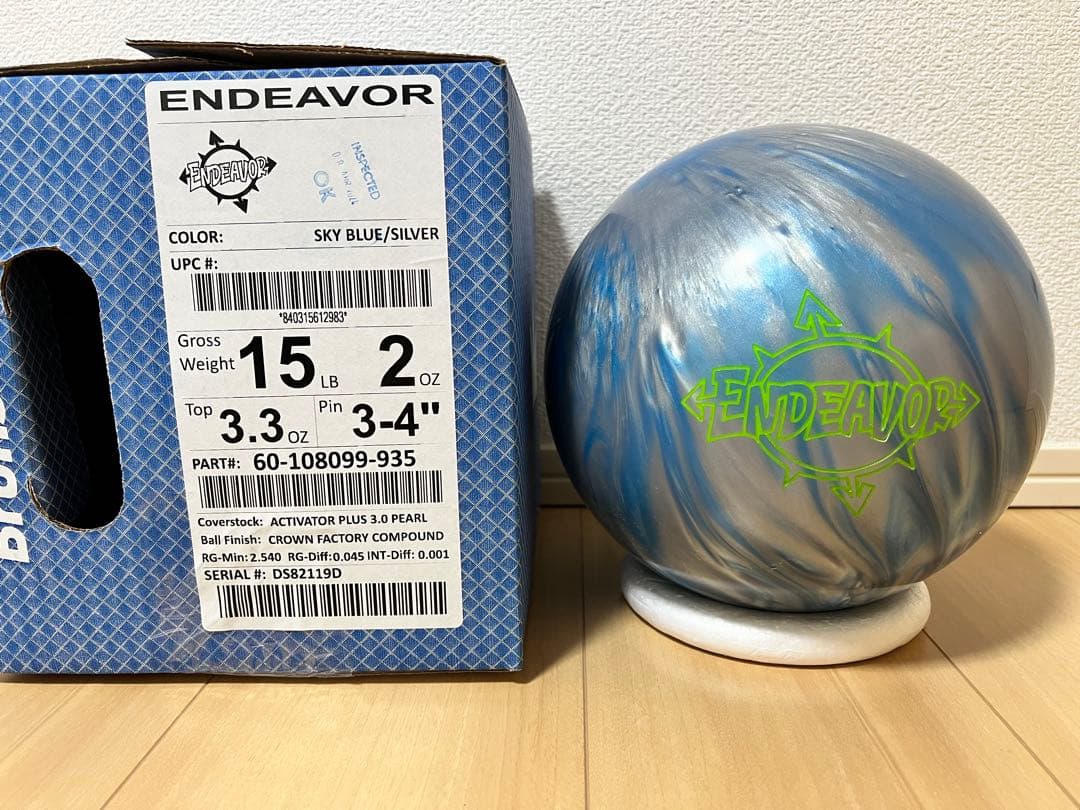 ENDEAVOR
ENDEAVOR
INSPECTED
OK
COLOR: SKY BLUE/SILVER
UPC #:
*840315612983*
Gross Weight 15 LB 2 OZ
Top 3.3 OZ Pin 3-4"
PART#: 60-108099-935
Coverstock: ACTIVATOR PLUS 3.0 PEARL
Ball Finish: CROWN FACTORY COMPOUND
RG-Min: 2.540 RG-Diff:0.045 INT-Diff: 0.001
SERIAL #: DS82119D
ENDEAVOR